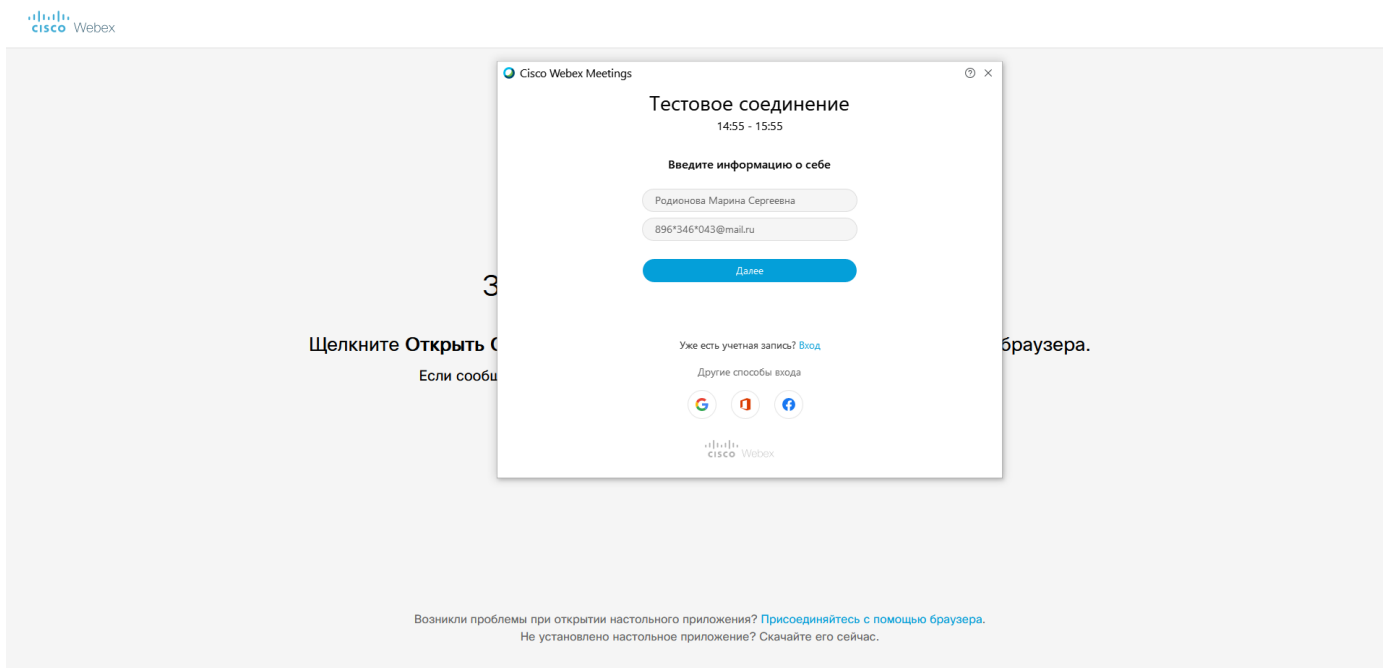 cisco Webex
Cisco Webex Meetings
Тестовое соединение
14:55 - 15:55
Введите информацию о себе
Родионова Марина Сергеевна
896*346*043@mail.ru
Далее
З
Щелкните Открыть браузера.
Если сообщ
Уже есть учетная запись? Вход
Другие способы входа
cisco Webex
Возникли проблемы при открытии настольного приложения? Присоединяйтесь с помощью браузера.
Не установлено настольное приложение? Скачайте его сейчас.